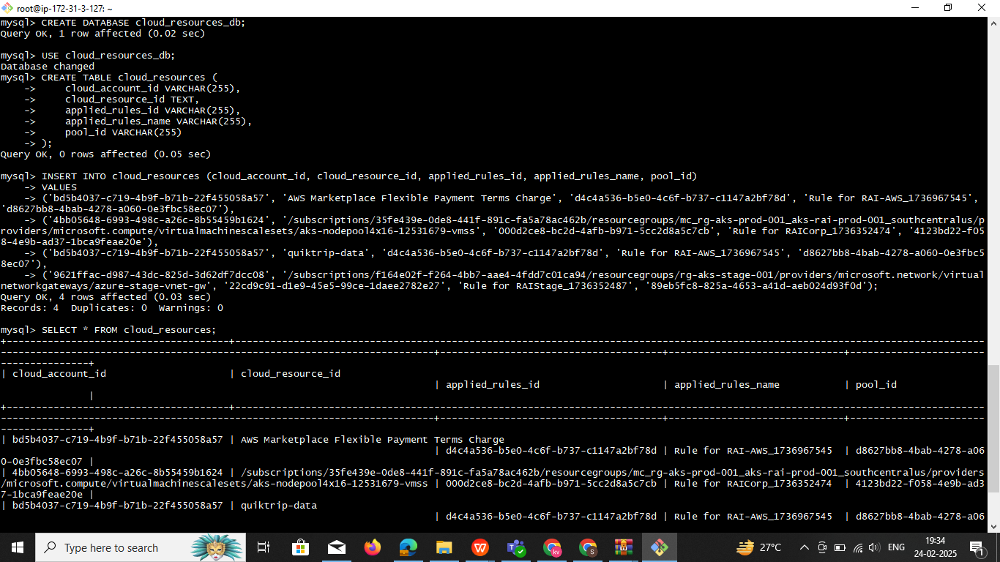 root@ip-172-31-3-127: ~
mysql> CREATE DATABASE cloud_resources_db;
Query OK, 1 row affected (0.02 sec)
mysql> USE cloud_resources_db;
Database changed
mysql> CREATE TABLE cloud_resources (
    ->     cloud_account_id VARCHAR(255),
    ->     cloud_resource_id TEXT,
    ->     applied_rules_id VARCHAR(255),
    ->     applied_rules_name VARCHAR(255),
    ->     pool_id VARCHAR(255)
    -> );
Query OK, 0 rows affected (0.05 sec)
mysql> INSERT INTO cloud_resources (cloud_account_id, cloud_resource_id, applied_rules_id, applied_rules_name, pool_id)
    -> VALUES
    -> ('bd5b4037-c719-4b9f-b71b-22f455058a57', 'AWS Marketplace Flexible Payment Terms Charge', 'd4c4a536-b5e0-4c6f-b737-c1147a2bf78d', 'Rule for RAI-AWS_1736967545',
'd8627bb8-4bab-4278-a060-0e3fbc58ec07'),
    -> ('4bb05648-6993-498c-a26c-8b55459b1624', '/subscriptions/35fe439e-0de8-441f-891c-fa5a78ac462b/resourcegroups/mc_rg-aks-prod-001_aks-rai-prod-001_southcentralus/p
roviders/microsoft.compute/virtualmachinescalesets/aks-nodepool4x16-12531679-vmss', '000d2ce8-bc2d-4afb-b971-5cc2d8a5c7cb', 'Rule for RAICorp_1736352474', '4123bd22-f05
8-4e9b-ad37-1bca9feae20e'),
    -> ('bd5b4037-c719-4b9f-b71b-22f455058a57', 'quiktrip-data', 'd4c4a536-b5e0-4c6f-b737-c1147a2bf78d', 'Rule for RAI-AWS_1736967545', 'd8627bb8-4bab-4278-a060-0e3fbc5
8ec07'),
    -> ('9621ffac-d987-43dc-825d-3d62df7dcc08', '/subscriptions/f164e02f-f264-4bb7-aae4-4fdd7c01ca94/resourcegroups/rg-aks-stage-001/providers/microsoft.network/virtual
networkgateways/azure-stage-vnet-gw', '22cd9c91-d1e9-45e5-99ce-1daee2782e27', 'Rule for RAIStage_1736352487', '89eb5fc8-825a-4653-a41d-aeb024d93f0d');
Query OK, 4 rows affected (0.03 sec)
Records: 4  Duplicates: 0  Warnings: 0
mysql> SELECT * FROM cloud_resources;
| cloud_account_id | cloud_resource_id
| applied_rules_id | applied_rules_name | pool_id
|
| bd5b4037-c719-4b9f-b71b-22f455058a57 | AWS Marketplace Flexible Payment Terms Charge
| d4c4a536-b5e0-4c6f-b737-c1147a2bf78d | Rule for RAI-AWS_1736967545 | d8627bb8-4bab-4278-a06
0-0e3fbc58ec07 |
| 4bb05648-6993-498c-a26c-8b55459b1624 | /subscriptions/35fe439e-0de8-441f-891c-fa5a78ac462b/resourcegroups/mc_rg-aks-prod-001_aks-rai-prod-001_southcentralus/providers
/microsoft.compute/virtualmachinescalesets/aks-nodepool4x16-12531679-vmss | 000d2ce8-bc2d-4afb-b971-5cc2d8a5c7cb | Rule for RAICorp_1736352474 | 4123bd22-f058-4e9b-ad3
7-1bca9feae20e |
| bd5b4037-c719-4b9f-b71b-22f455058a57 | quiktrip-data
| d4c4a536-b5e0-4c6f-b737-c1147a2bf78d | Rule for RAI-AWS_1736967545 | d8627bb8-4bab-4278-a06
Type here to search
27°C
ENG
19:34
24-02-2025
1